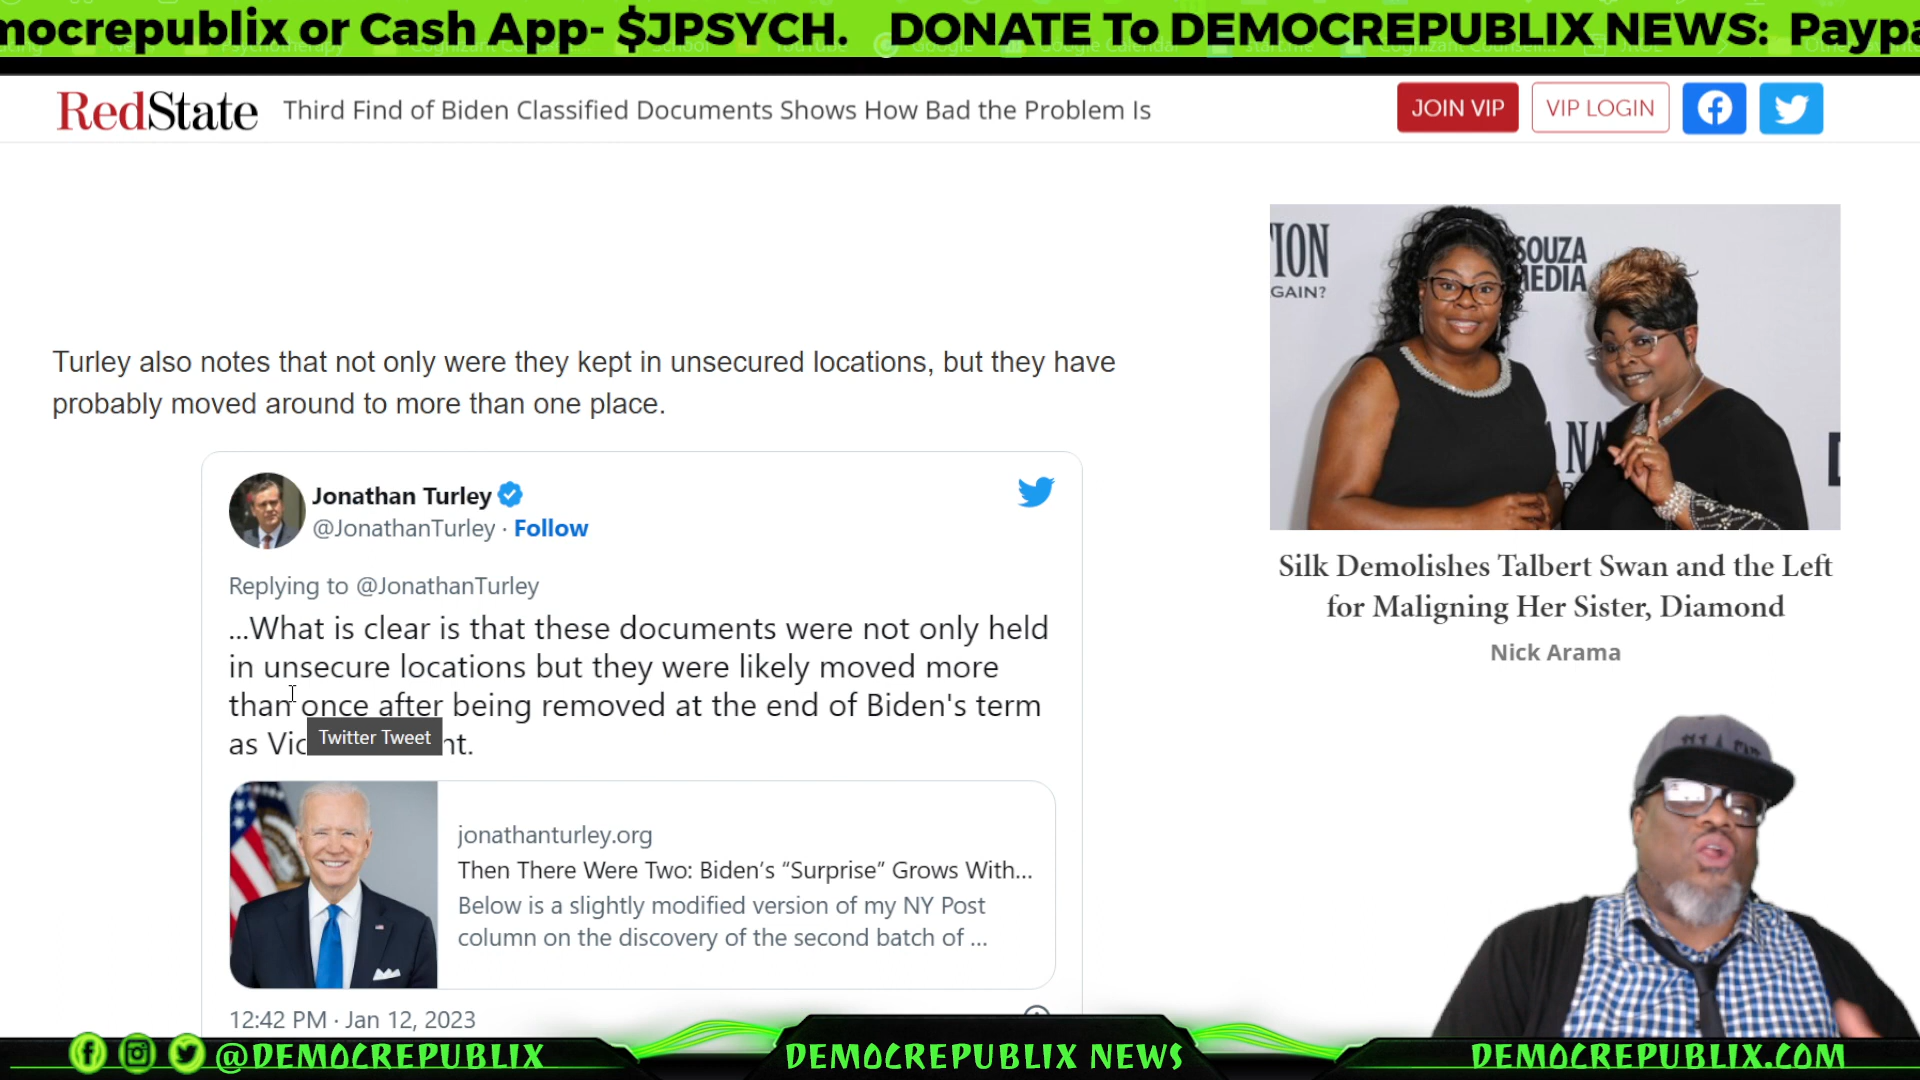 mocrepublix or Cash App- $JPSYCH. DONATE To DEMOCREPUBLIX NEWS: Paypa
RedState
Third Find of Biden Classified Documents Shows How Bad the Problem Is
JOIN VIP
VIP LOGIN
Turley also notes that not only were they kept in unsecured locations, but they have
probably moved around to more than one place.
Jonathan Turley
@JonathanTurley · Follow
Replying to @JonathanTurley
...What is clear is that these documents were not only held
in unsecure locations but they were likely moved more
than once after being removed at the end of Biden's term
as Vic nt.
Twitter Tweet
jonathanturley.org
Then There Were Two: Biden’s “Surprise” Grows With...
Below is a slightly modified version of my NY Post
column on the discovery of the second batch of ...
12:42 PM · Jan 12, 2023
TION
GAIN?
SOUZA
MEDIA
A NA
Silk Demolishes Talbert Swan and the Left
for Maligning Her Sister, Diamond
Nick Arama
@DEMOCREPUBLIX
DEMOCREPUBLIX NEWS
DEMOCREPUBLIX.COM